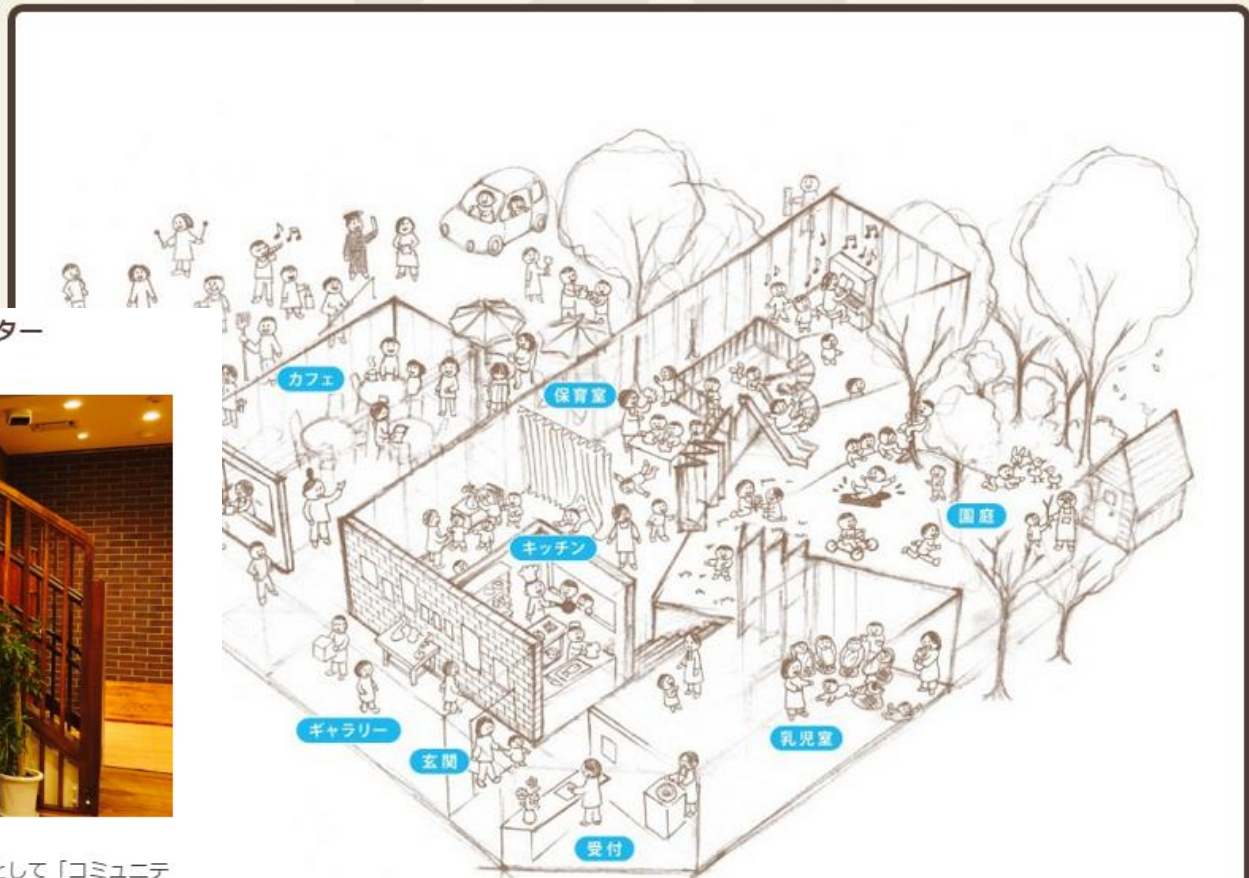 ター
カフェ
保育室
園庭
キッチン
ギャラリー
玄関
乳児室
受付
として「コミュニテ